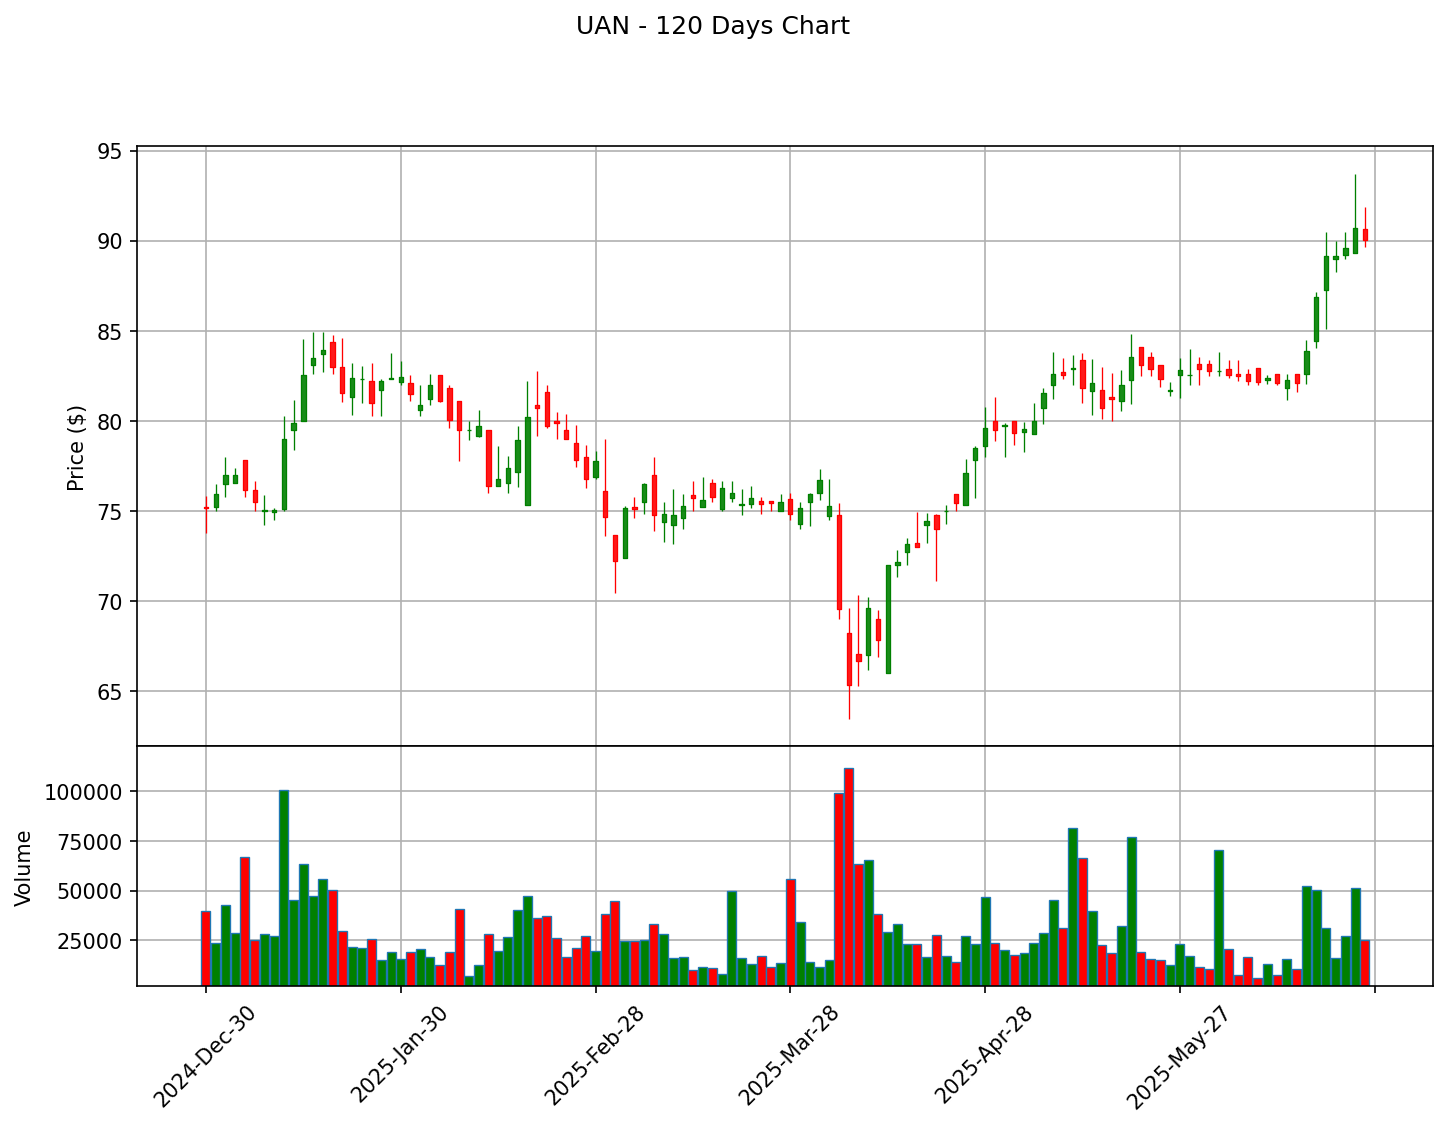 UAN - 120 Days Chart
95
90
85
80
75
70
65
Price ($)
100000
75000
50000
25000
Volume
2024-Dec-30
2025-Jan-30
2025-Feb-28
2025-Mar-28
2025-Apr-28
2025-May-27